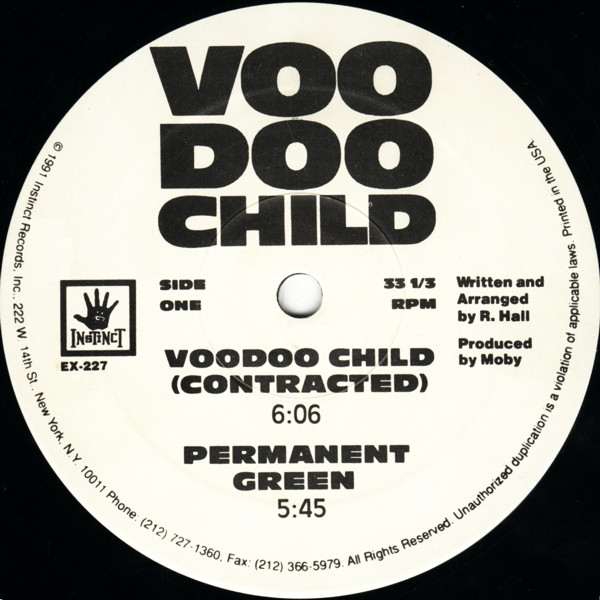 VOO
DOO
CHILD
SIDE
ONE
33 1/3
RPM
Written and
Arranged
by R. Hall
Produced
by Moby
INSTINCT
EX-227
VOODOO CHILD
(CONTRACTED)
6:06
PERMANENT
GREEN
5:45
© 1991 Instinct Records, Inc., 222 W. 14th St., New York, N.Y. 10011 Phone. (212) 727-1360, Fax: (212) 366-5979. All Rights Reserved. Unauthorized duplication is a violation of applicable laws. Printed in the USA.